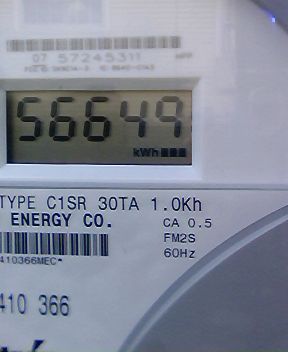 07 57245311
56649
kWh
TYPE C1SR 30TA 1.0Kh
ENERGY CO.
CA 0.5
FM2S
60Hz
410366MEC*
410 366